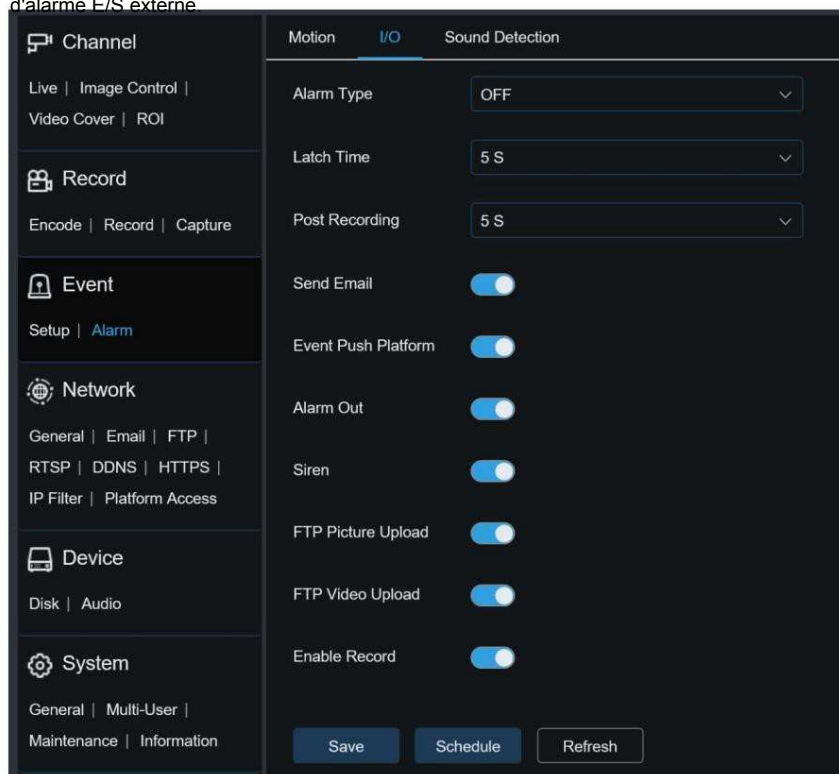 d'alarme E/S externe.
Channel
Live | Image Control |
Video Cover | ROI
Record
Encode | Record | Capture
Event
Setup | Alarm
Network
General | Email | FTP |
RTSP | DDNS | HTTPS |
IP Filter | Platform Access
Device
Disk | Audio
System
General | Multi-User |
Maintenance | Information
Motion I/O Sound Detection
Alarm Type OFF
Latch Time 5 S
Post Recording 5 S
Send Email
Event Push Platform
Alarm Out
Siren
FTP Picture Upload
FTP Video Upload
Enable Record
Save Schedule Refresh